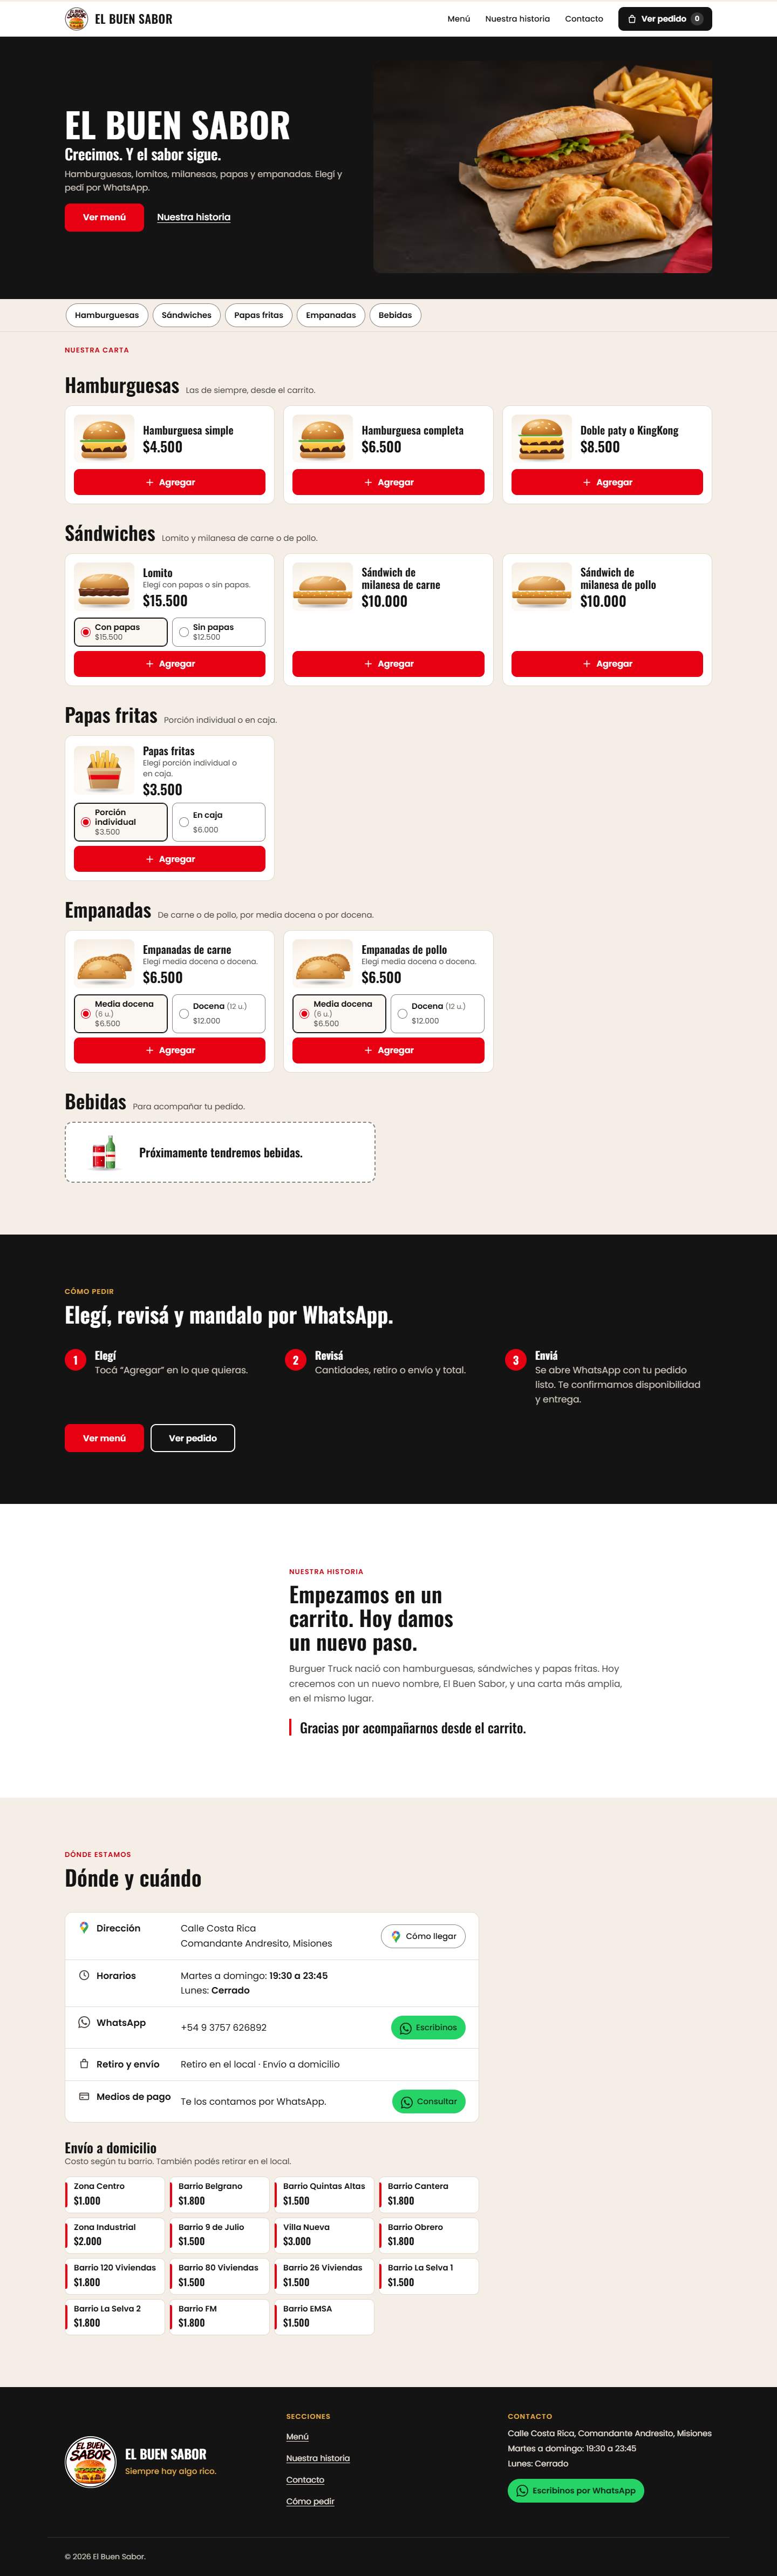 EL BUEN SABOR
EL BUEN SABOR
Menú
Nuestra historia
Contacto
Ver pedido 0
EL BUEN SABOR
Crecimos. Y el sabor sigue.
Hamburguesas, lomitos, milanesas, papas y empanadas. Elegí y
pedí por WhatsApp.
Ver menú
Nuestra historia
Hamburguesas
Sándwiches
Papas fritas
Empanadas
Bebidas
NUESTRA CARTA
Hamburguesas Las de siempre, desde el carrito.
Hamburguesa simple
$4.500
+ Agregar
Hamburguesa completa
$6.500
+ Agregar
Doble paty o KingKong
$8.500
+ Agregar
Sándwiches Lomito y milanesa de carne o de pollo.
Lomito
Elegí con papas o sin papas.
$15.500
Con papas
$15.500
Sin papas
$12.500
+ Agregar
Sándwich de
milanesa de carne
$10.000
+ Agregar
Sándwich de
milanesa de pollo
$10.000
+ Agregar
Papas fritas Porción individual o en caja.
Papas fritas
Elegí porción individual o
en caja.
$3.500
Porción
individual
$3.500
En caja
$6.000
+ Agregar
Empanadas De carne o de pollo, por media docena o por docena.
Empanadas de carne
Elegí media docena o docena.
$6.500
Media docena
(6 u.)
$6.500
Docena (12 u.)
$12.000
+ Agregar
Empanadas de pollo
Elegí media docena o docena.
$6.500
Media docena
(6 u.)
$6.500
Docena (12 u.)
$12.000
+ Agregar
Bebidas Para acompañar tu pedido.
Próximamente tendremos bebidas.
CÓMO PEDIR
Elegí, revisá y mandalo por WhatsApp.
1 Elegí
Tocá “Agregar” en lo que quieras.
2 Revisá
Cantidades, retiro o envío y total.
3 Enviá
Se abre WhatsApp con tu pedido
listo. Te confirmamos disponibilidad
y entrega.
Ver menú
Ver pedido
NUESTRA HISTORIA
Empezamos en un
carrito. Hoy damos
un nuevo paso.
Burguer Truck nació con hamburguesas, sándwiches y papas fritas. Hoy
crecemos con un nuevo nombre, El Buen Sabor, y una carta más amplia,
en el mismo lugar.
Gracias por acompañarnos desde el carrito.
DÓNDE ESTAMOS
Dónde y cuándo
Dirección
Calle Costa Rica
Comandante Andresito, Misiones
Cómo llegar
Horarios
Martes a domingo: 19:30 a 23:45
Lunes: Cerrado
WhatsApp
+54 9 3757 626892
Escribinos
Retiro y envío
Retiro en el local · Envío a domicilio
Medios de pago
Te los contamos por WhatsApp.
Consultar
Envío a domicilio
Costo según tu barrio. También podés retirar en el local.
Zona Centro
$1.000
Barrio Belgrano
$1.800
Barrio Quintas Altas
$1.500
Barrio Cantera
$1.800
Zona Industrial
$2.000
Barrio 9 de Julio
$1.500
Villa Nueva
$3.000
Barrio Obrero
$1.800
Barrio 120 Viviendas
$1.800
Barrio 80 Viviendas
$1.500
Barrio 26 Viviendas
$1.500
Barrio La Selva 1
$1.500
Barrio La Selva 2
$1.800
Barrio FM
$1.800
Barrio EMSA
$1.500
EL BUEN
SABOR
EL BUEN SABOR
Siempre hay algo rico.
SECCIONES
Menú
Nuestra historia
Contacto
Cómo pedir
CONTACTO
Calle Costa Rica, Comandante Andresito, Misiones
Martes a domingo: 19:30 a 23:45
Lunes: Cerrado
Escribinos por WhatsApp
© 2026 El Buen Sabor.